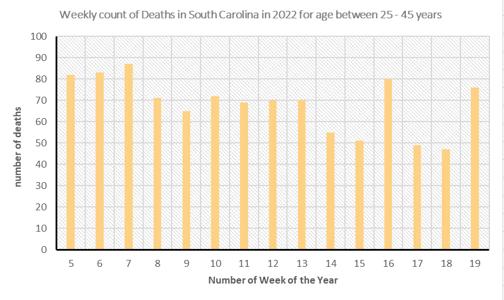 Weekly count of Deaths in South Carolina in 2022 for age between 25 - 45 years
number of deaths
100
90
80
70
60
50
40
30
20
10
0
5 6 7 8 9 10 11 12 13 14 15 16 17 18 19
Number of Week of the Year